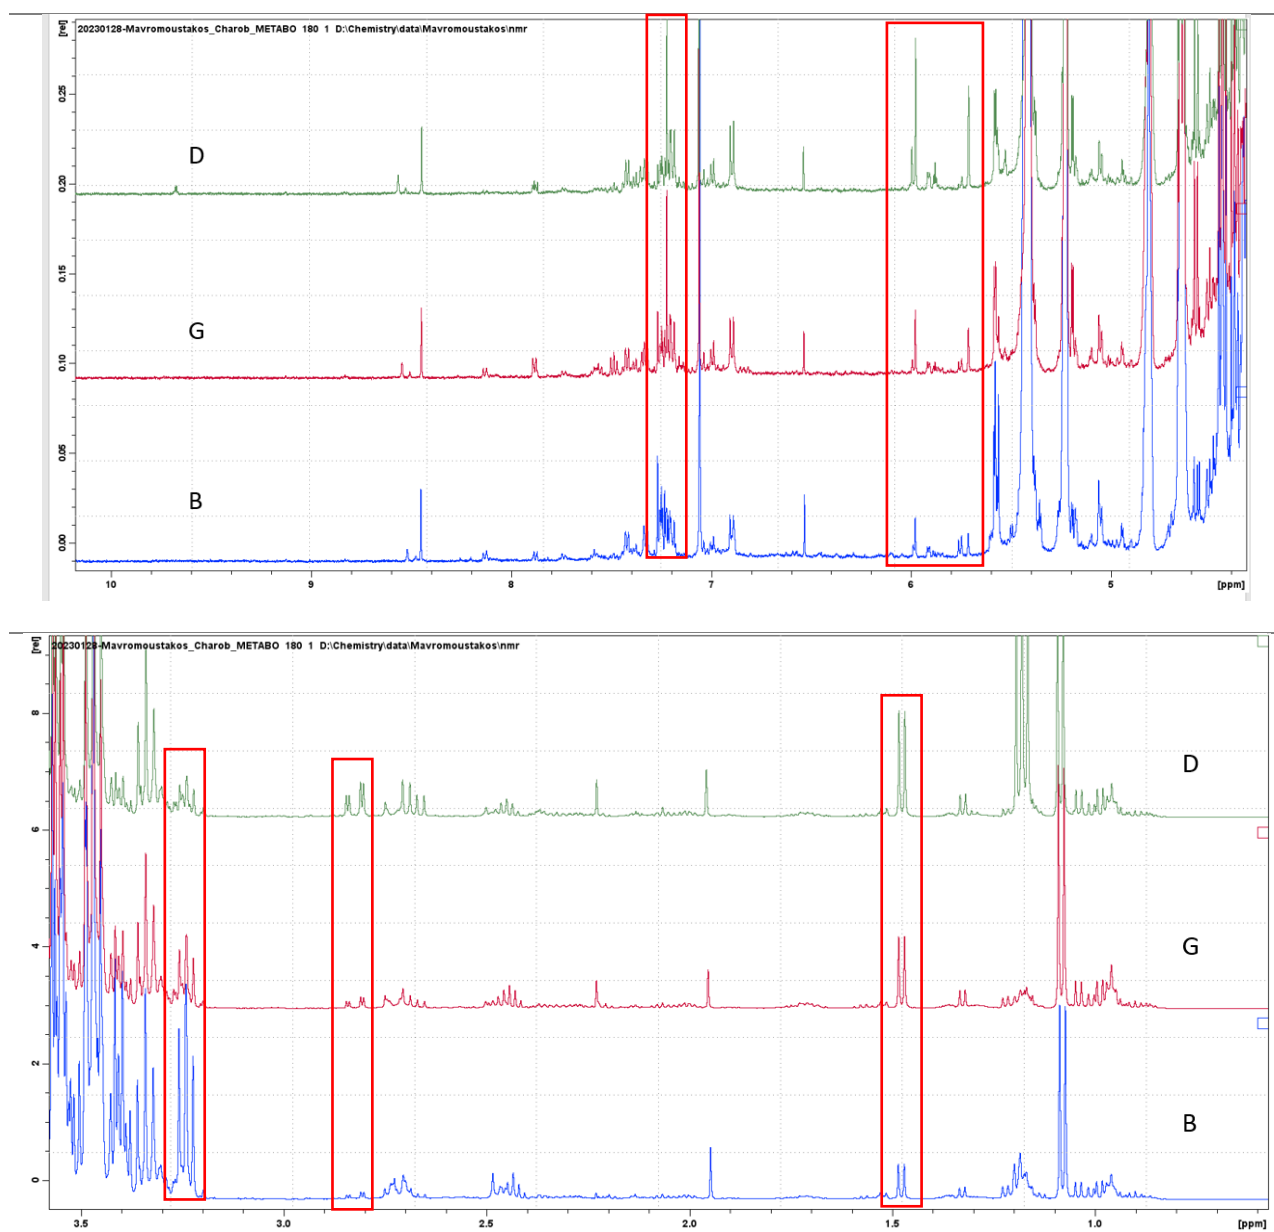 [rel]
20230128-Mavromoustakos_Charob_METABO 180 1 D:\Chemistry\data\Mavromoustakos\nmr
0.25
D
0.20
0.15
G
0.10
0.05
B
0.00
10 9 8 7 6 5 [ppm]
[rel]
20230128-Mavromoustakos_Charob_METABO 180 1 D:\Chemistry\data\Mavromoustakos\nmr
8
D
6
G
4
2
B
0
3.5 3.0 2.5 2.0 1.5 1.0 [ppm]